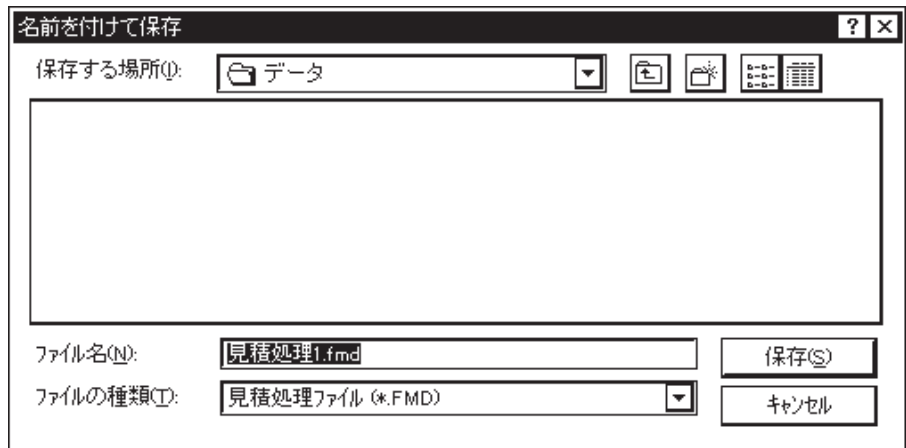 名前を付けて保存 ? ×
保存する場所(I): データ
ファイル名(N): 見積処理1.fmd 保存(S)
ファイルの種類(T): 見積処理ファイル (*.FMD) キャンセル